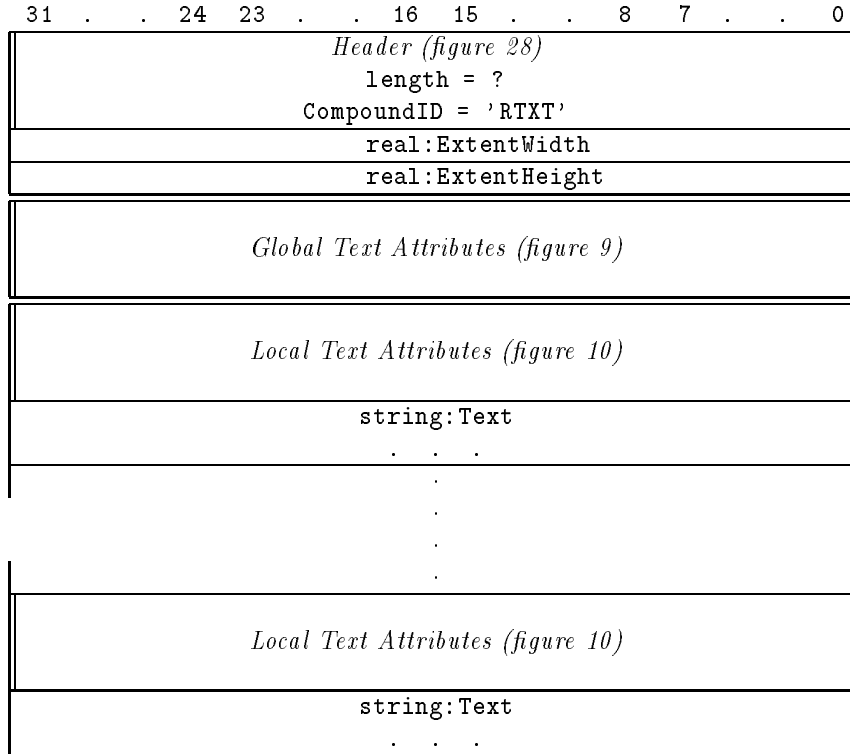 31 . . 24 23 . . 16 15 . . 8 7 . . 0
Header (figure 28)
length = ?
CompoundID = 'RTXT'
real:ExtentWidth
real:ExtentHeight
Global Text Attributes (figure 9)
Local Text Attributes (figure 10)
string:Text
. . .
.
.
.
.
Local Text Attributes (figure 10)
string:Text
. . .